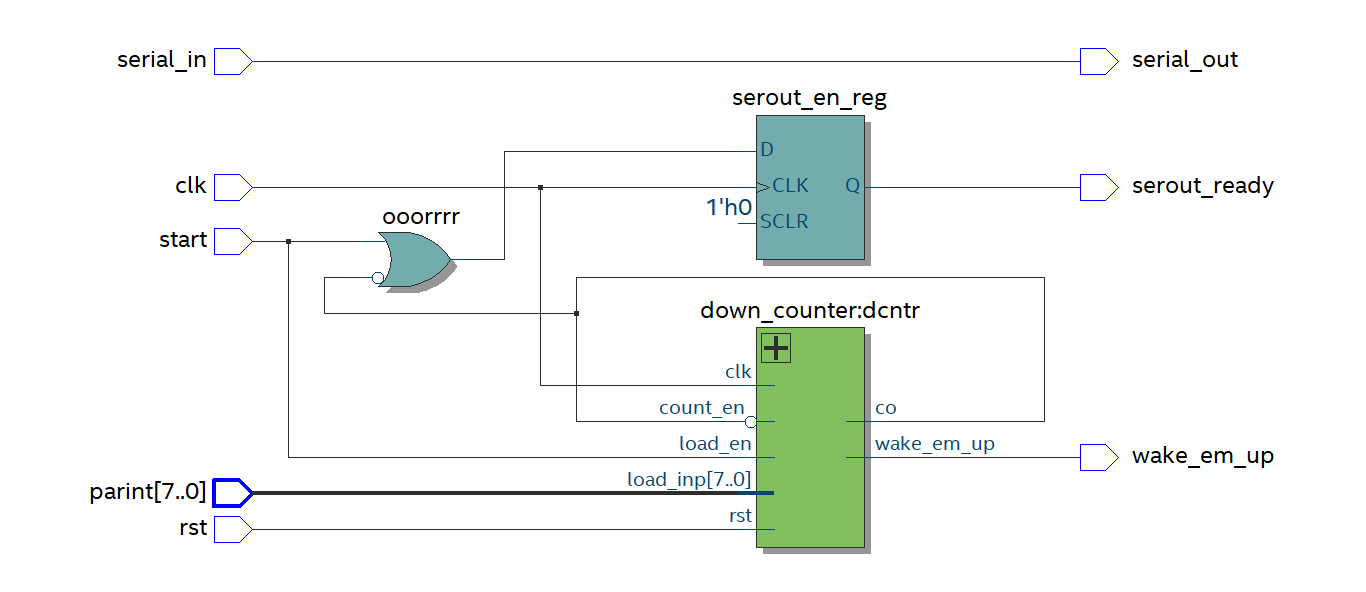 serial_in
serial_out
serout_en_reg
D
clk
CLK
Q
serout_ready
1'h0
SCLR
ooorrrr
start
down_counter:dcntr
clk
count_en
co
load_en
wake_em_up
wake_em_up
load_inp[7..0]
parint[7..0]
rst
rst